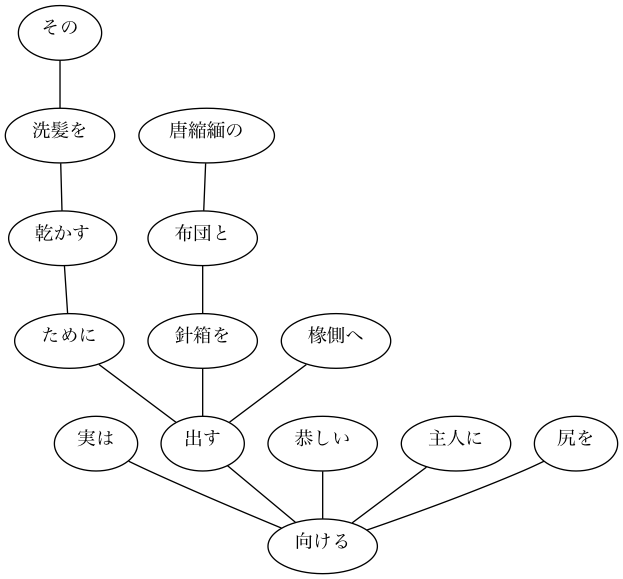 その
洗髪を
唐縮緬の
乾かす
布団と
ために
針箱を
椽側へ
実は
出す
恭しい
主人に
尻を
向ける